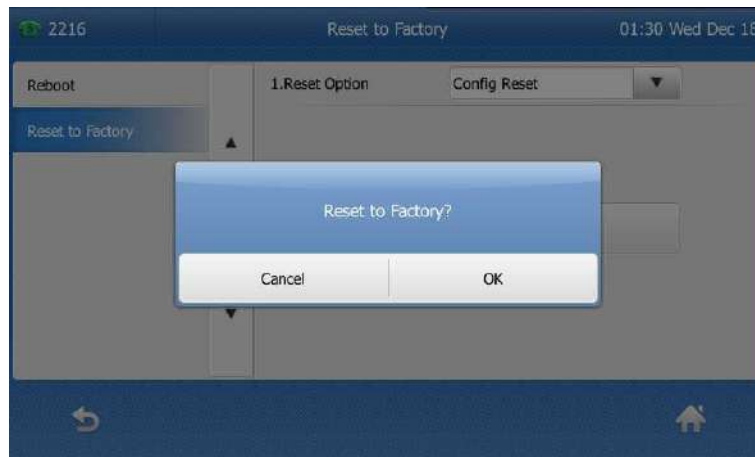 2216
Reset to Factory
01:30 Wed Dec 18
Reboot
1.Reset Option
Config Reset
Reset to Factory
Reset to Factory?
Cancel
OK